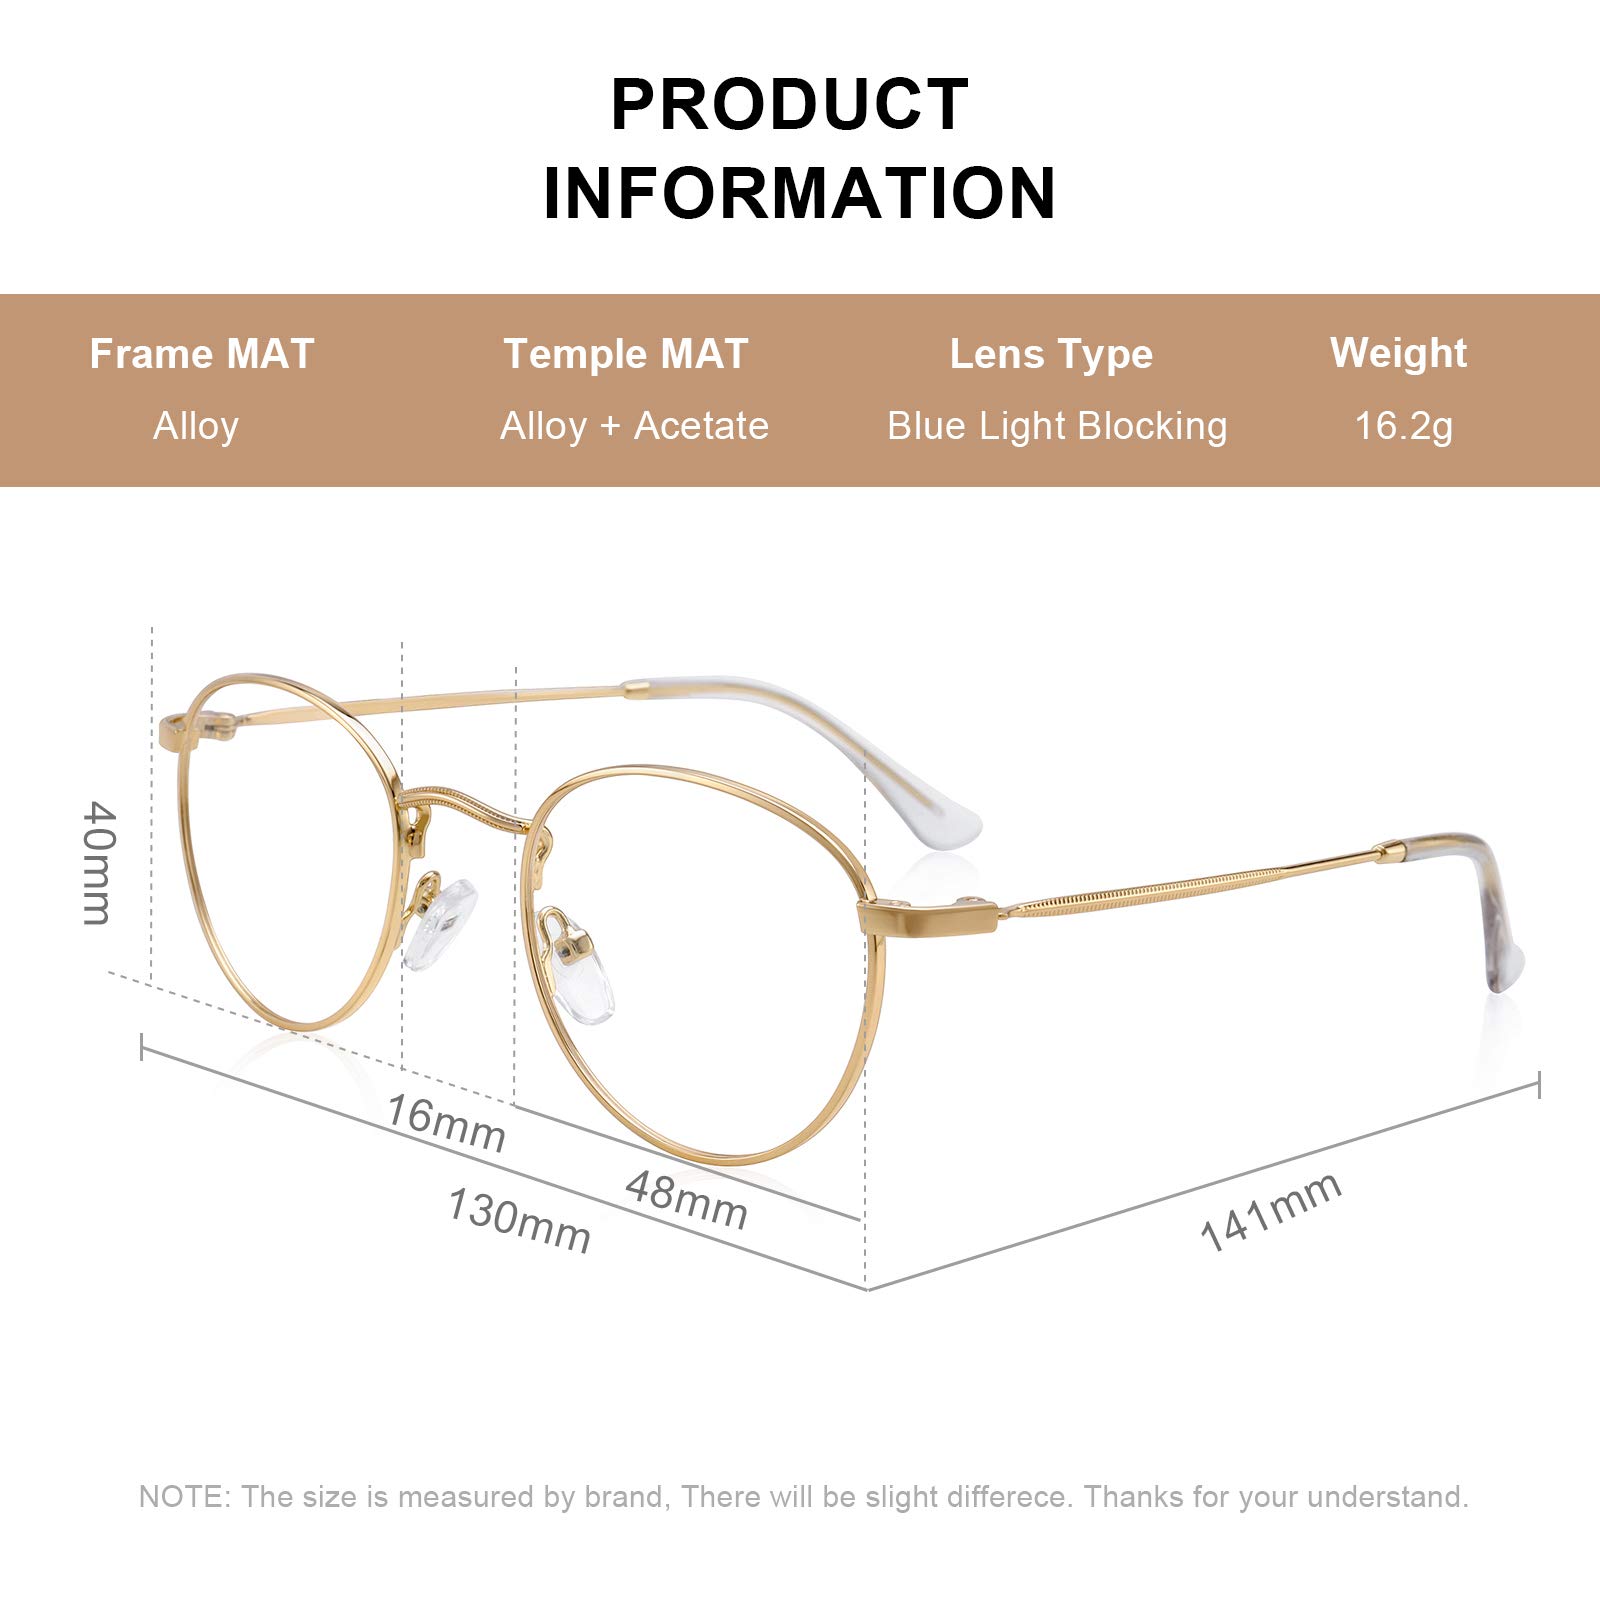 PRODUCT
INFORMATION
Frame MAT Temple MAT Lens Type Weight
Alloy Alloy + Acetate Blue Light Blocking 16.2g
40mm
16mm
48mm
130mm
141mm
NOTE: The size is measured by brand, There will be slight differece. Thanks for your understand.